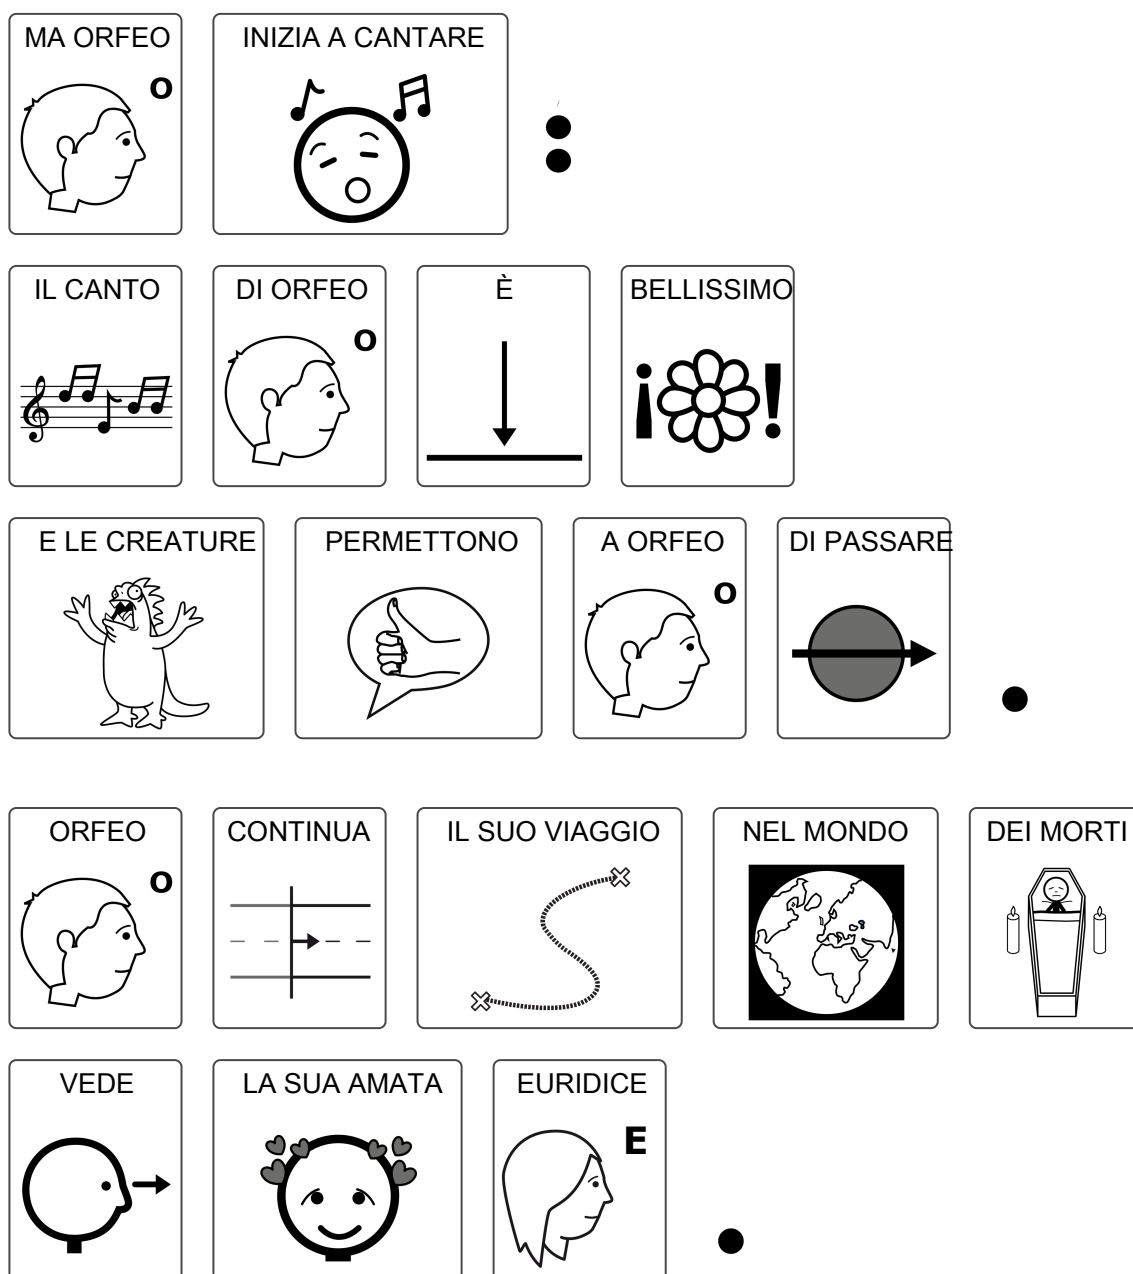 MA ORFEO INIZIA A CANTARE :
O
IL CANTO DI ORFEO È BELLISSIMO
O ¡ !
E LE CREATURE PERMETTONO A ORFEO DI PASSARE .
O
ORFEO CONTINUA IL SUO VIAGGIO NEL MONDO DEI MORTI
O
VEDE LA SUA AMATA EURIDICE .
E